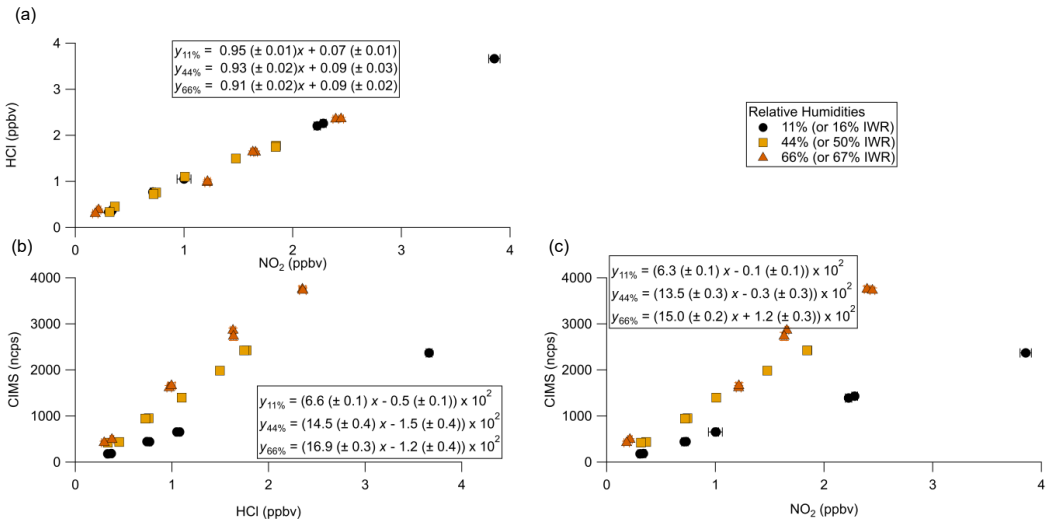 (a)
4
3
2
1
0
HCl (ppbv)
y11% = 0.95 (± 0.01)x + 0.07 (± 0.01)
y44% = 0.93 (± 0.02)x + 0.09 (± 0.03)
y66% = 0.91 (± 0.02)x + 0.09 (± 0.02)
0 1 2 3 4
NO2 (ppbv)
Relative Humidities
11% (or 16% IWR)
44% (or 50% IWR)
66% (or 67% IWR)
(b)
4000
3000
2000
1000
0
CIMS (ncps)
y11% = (6.6 (± 0.1) x - 0.5 (± 0.1)) x 10^2
y44% = (14.5 (± 0.4) x - 1.5 (± 0.4)) x 10^2
y66% = (16.9 (± 0.3) x - 1.2 (± 0.4)) x 10^2
0 1 2 3 4
HCl (ppbv)
(c)
4000
3000
2000
1000
0
CIMS (ncps)
y11% = (6.3 (± 0.1) x - 0.1 (± 0.1)) x 10^2
y44% = (13.5 (± 0.3) x - 0.3 (± 0.3)) x 10^2
y66% = (15.0 (± 0.2) x + 1.2 (± 0.3)) x 10^2
0 1 2 3 4
NO2 (ppbv)